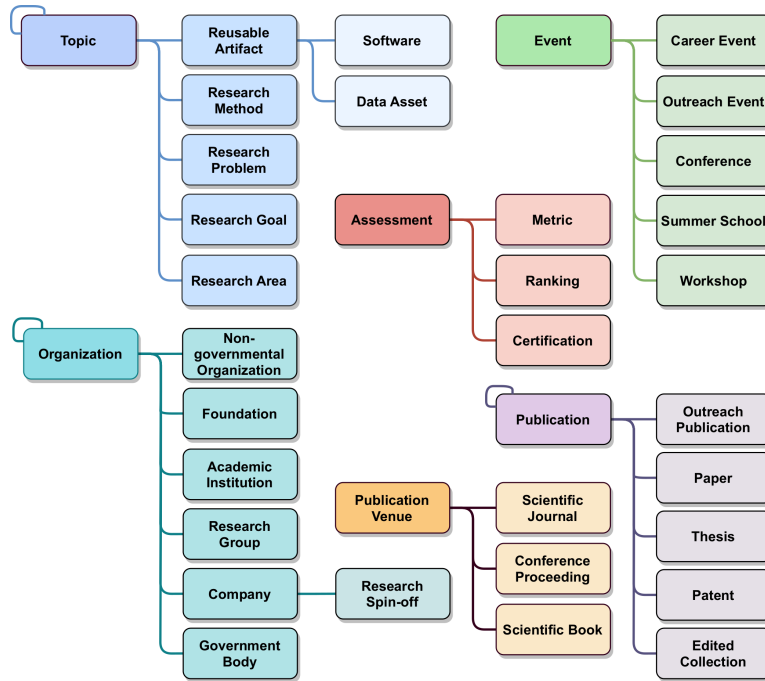 Topic
Reusable
Artifact
Software
Research
Method
Data Asset
Research
Problem
Research Goal
Research Area
Event
Career Event
Outreach Event
Conference
Summer School
Workshop
Assessment
Metric
Ranking
Certification
Organization
Non-
governmental
Organization
Foundation
Academic
Institution
Research
Group
Company
Research
Spin-off
Government
Body
Publication
Outreach
Publication
Paper
Thesis
Patent
Edited
Collection
Publication
Venue
Scientific
Journal
Conference
Proceeding
Scientific Book